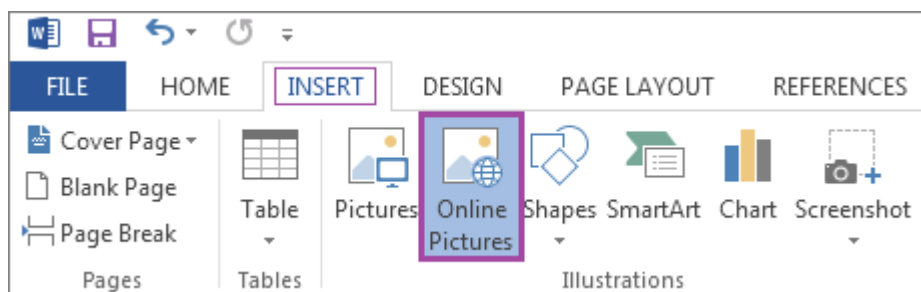 FILE HOME INSERT DESIGN PAGE LAYOUT REFERENCES
Cover Page
Blank Page
Page Break
Pages
Table
Tables
Pictures
Online
Pictures
Shapes
SmartArt
Chart
Screenshot
Illustrations